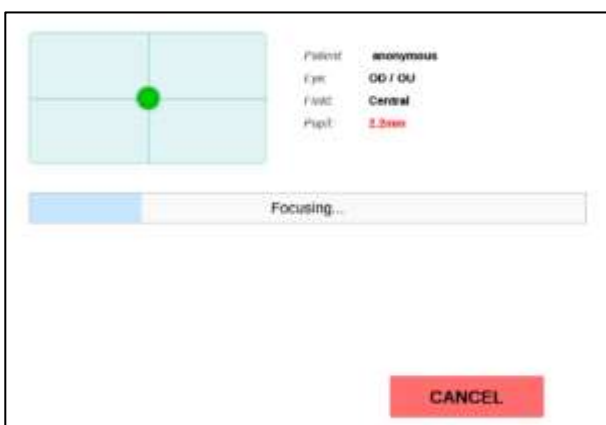 Patient: anonymous
Eye: OD / OU
Field: Central
Pupil: 2.2mm
Focusing...
CANCEL